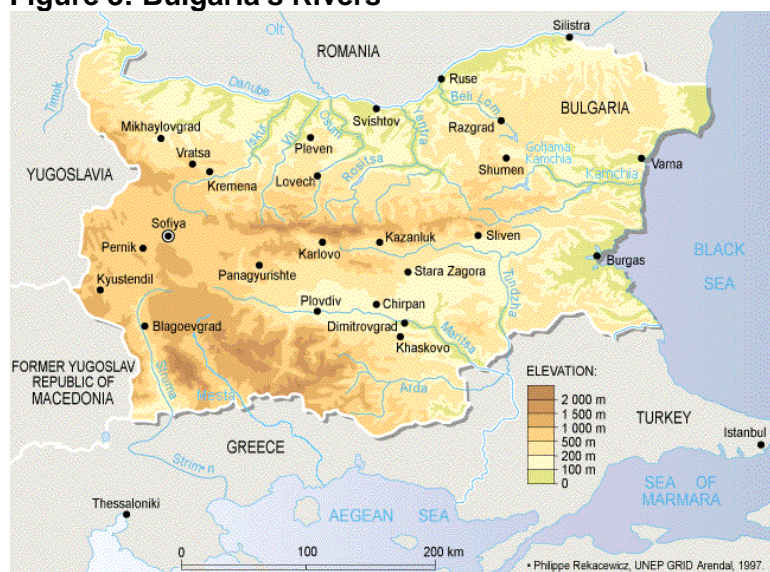 Figure 3: Bulgaria's Rivers
Silistra
Olt
ROMANIA
Ruse
Danube
Timok
Beli Lom
BULGARIA
Svishtov
Mikhaylovgrad
Iskur
Vit
Osum
Yantra
Razgrad
Pleven
Vratsa
Rositsa
Goljama
Kamchia
Shumen
Varna
YUGOSLAVIA
Kremena
Lovech
Kamchia
Sofiya
Pernik
Karlovo
Kazanluk
Sliven
BLACK
SEA
Burgas
Kyustendil
Panagyurishte
Stara Zagora
Tundzha
Plovdiv
Chirpan
Blagoevgrad
Dimitrovgrad
Maritsa
Khaskovo
FORMER YUGOSLAV
REPUBLIC OF
MACEDONIA
Struma
Mesta
Arda
ELEVATION:
2 000 m
1 500 m
1 000 m
500 m
200 m
100 m
0
TURKEY
Istanbul
GREECE
Strimon
SEA OF
MARMARA
Thessaloniki
AEGEAN SEA
0 100 200 km
• Philippe Rekacewicz, UNEP GRID Arendal, 1997.